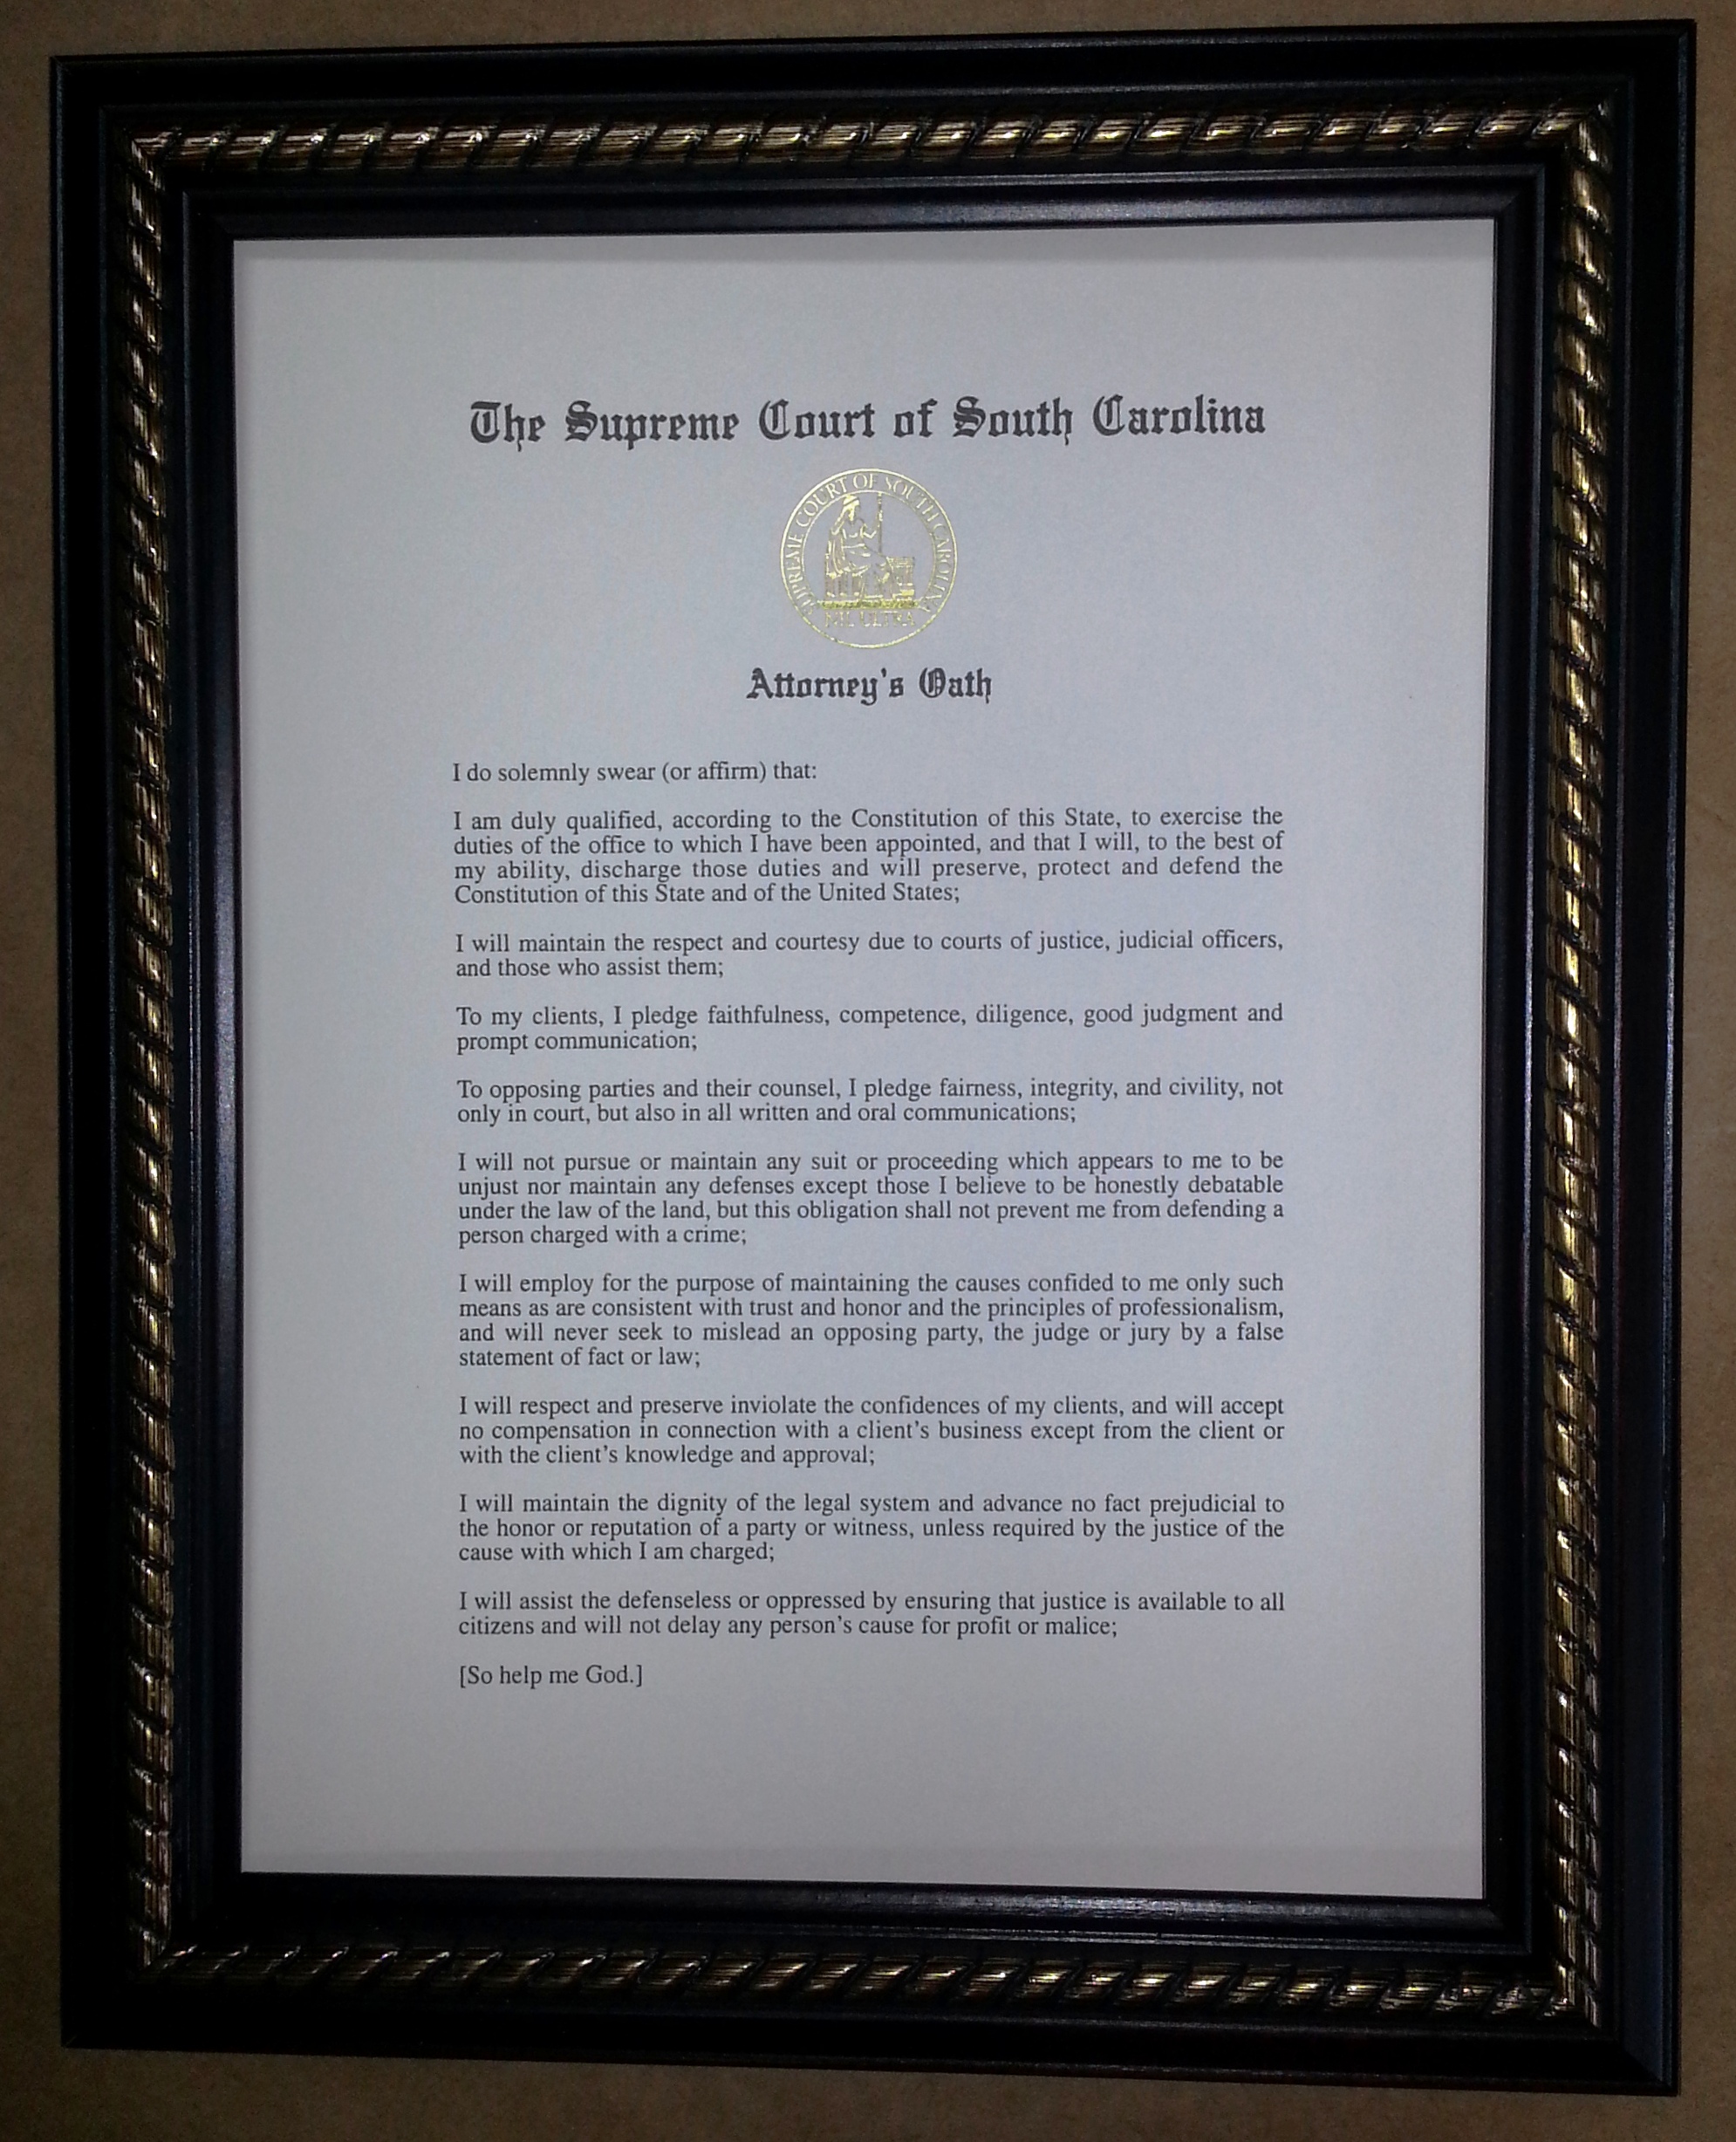 The Supreme Court of South Carolina
SUPREME COURT OF SOUTH CAROLINA
NIL ULTRA
Attorney's Oath
I do solemnly swear (or affirm) that:
I am duly qualified, according to the Constitution of this State, to exercise the
duties of the office to which I have been appointed, and that I will, to the best of
my ability, discharge those duties and will preserve, protect and defend the
Constitution of this State and of the United States;
I will maintain the respect and courtesy due to courts of justice, judicial officers,
and those who assist them;
To my clients, I pledge faithfulness, competence, diligence, good judgment and
prompt communication;
To opposing parties and their counsel, I pledge fairness, integrity, and civility, not
only in court, but also in all written and oral communications;
I will not pursue or maintain any suit or proceeding which appears to me to be
unjust nor maintain any defenses except those I believe to be honestly debatable
under the law of the land, but this obligation shall not prevent me from defending a
person charged with a crime;
I will employ for the purpose of maintaining the causes confided to me only such
means as are consistent with trust and honor and the principles of professionalism,
and will never seek to mislead an opposing party, the judge or jury by a false
statement of fact or law;
I will respect and preserve inviolate the confidences of my clients, and will accept
no compensation in connection with a client's business except from the client or
with the client's knowledge and approval;
I will maintain the dignity of the legal system and advance no fact prejudicial to
the honor or reputation of a party or witness, unless required by the justice of the
cause with which I am charged;
I will assist the defenseless or oppressed by ensuring that justice is available to all
citizens and will not delay any person's cause for profit or malice;
[So help me God.]